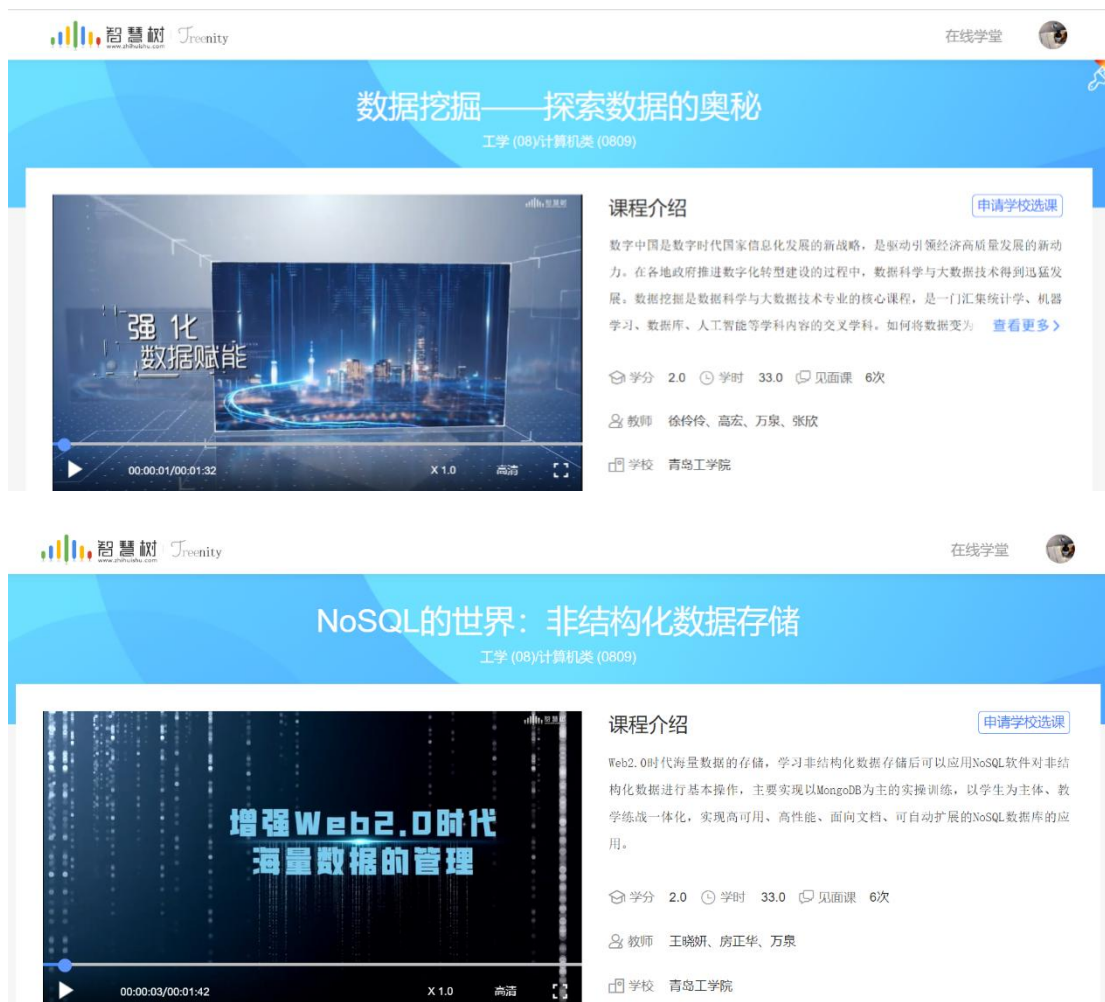 智慧树 Treenity
www.zhihuishu.com
在线学堂
数据挖掘——探索数据的奥秘
工学 (08)/计算机类 (0809)
智慧树
强化
数据赋能
00:00:01/00:01:32
X 1.0
高清
课程介绍
申请学校选课
数字中国是数字时代国家信息化发展的新战略，是驱动引领经济高质量发展的新动
力。在各地政府推进数字化转型建设的过程中，数据科学与大数据技术得到迅猛发
展。数据挖掘是数据科学与大数据技术专业的核心课程，是一门汇集统计学、机器
学习、数据库、人工智能等学科内容的交叉学科。如何将数据变为 查看更多
学分 2.0 学时 33.0 见面课 6次
教师 徐伶伶、高宏、万泉、张欣
学校 青岛工学院
智慧树 Treenity
www.zhihuishu.com
在线学堂
NoSQL的世界：非结构化数据存储
工学 (08)/计算机类 (0809)
智慧树
增强Web2.0时代
海量数据的管理
00:00:03/00:01:42
X 1.0
高清
课程介绍
申请学校选课
Web2.0时代海量数据的存储，学习非结构化数据存储后可以应用NoSQL软件对非结
构化数据进行基本操作，主要实现以MongoDB为主的实操训练，以学生为主体、教
学练战一体化，实现高可用、高性能、面向文档、可自动扩展的NoSQL数据库的应
用。
学分 2.0 学时 33.0 见面课 6次
教师 王晓妍、房正华、万泉
学校 青岛工学院